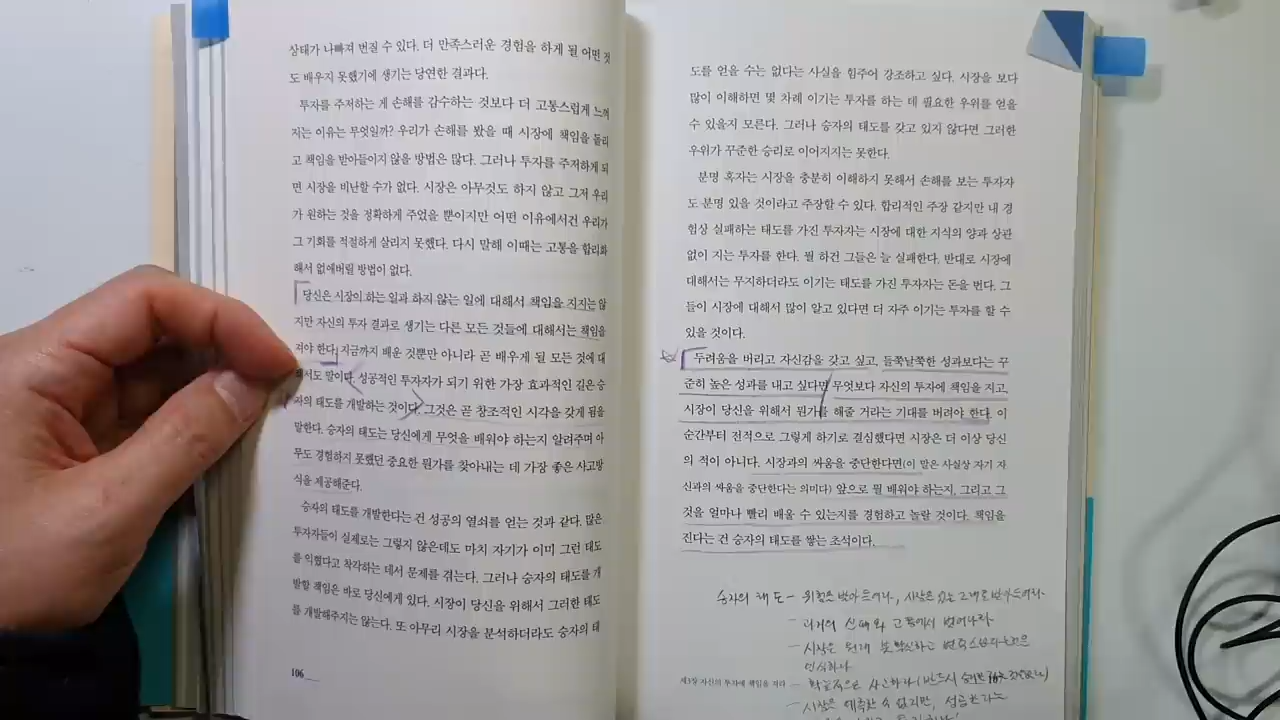 상태가 나빠져 번질 수 있다. 더 만족스러운 경험을 하게 될 어떤 것
도 배우지 못했기에 생기는 당연한 결과다.
투자를 주저하는 게 손해를 감수하는 것보다 더 고통스럽게 느껴
지는 이유는 무엇일까? 우리가 손해를 봤을 때 시장에 책임을 돌리
고 책임을 받아들이지 않을 방법은 많다. 그러나 투자를 주저하게 되
면 시장을 비난할 수가 없다. 시장은 아무것도 하지 않고 그저 우리
가 원하는 것을 정확하게 주었을 뿐이지만 어떤 이유에서건 우리가
그 기회를 적절하게 살리지 못했다. 다시 말해 이때는 고통을 합리화
해서 없애버릴 방법이 없다.
당신은 시장의 하는 일과 하지 않는 일에 대해서 책임을 지지는 않
지만 자신의 투자 결과로 생기는 다른 모든 것들에 대해서는 책임을
져야 한다. 지금까지 배운 것뿐만 아니라 곧 배우게 될 모든 것에 대
해서도 말이다. 성공적인 투자자가 되기 위한 가장 효과적인 길은 승
자의 태도를 개발하는 것이다. 그것은 곧 창조적인 시각을 갖게 됨을
말한다. 승자의 태도는 당신에게 무엇을 배워야 하는지 알려주며 아
무도 경험하지 못했던 중요한 뭔가를 찾아내는 데 가장 좋은 사고방
식을 제공해준다.
승자의 태도를 개발한다는 건 성공의 열쇠를 얻는 것과 같다. 많은
투자자들이 실제로는 그렇지 않은데도 마치 자기가 이미 그런 태도
를 익혔다고 착각하는 데서 문제를 겪는다. 그러나 승자의 태도를 개
발할 책임은 바로 당신에게 있다. 시장이 당신을 위해서 그러한 태도
를 개발해주지는 않는다. 또 아무리 시장을 분석하더라도 승자의 태
106
도를 얻을 수는 없다는 사실을 힘주어 강조하고 싶다. 시장을 보다
많이 이해하면 몇 차례 이기는 투자를 하는 데 필요한 우위를 얻을
수 있을지 모른다. 그러나 승자의 태도를 갖고 있지 않다면 그러한
우위가 꾸준한 승리로 이어지지는 못한다.
분명 혹자는 시장을 충분히 이해하지 못해서 손해를 보는 투자자
도 분명 있을 것이라고 주장할 수 있다. 합리적인 주장 같지만 내 경
험상 실패하는 태도를 가진 투자자는 시장에 대한 지식의 양과 상관
없이 지는 투자를 한다. 뭘 하건 그들은 늘 실패한다. 반대로 시장에
대해서는 무지하더라도 이기는 태도를 가진 투자자는 돈을 번다. 그
들이 시장에 대해서 많이 알고 있다면 더 자주 이기는 투자를 할 수
있을 것이다.
두려움을 버리고 자신감을 갖고 싶고, 들쭉날쭉한 성과보다는 꾸
준히 높은 성과를 내고 싶다면 무엇보다 자신의 투자에 책임을 지고,
시장이 당신을 위해서 뭔가를 해줄 거라는 기대를 버려야 한다. 이
순간부터 전적으로 그렇게 하기로 결심했다면 시장은 더 이상 당신
의 적이 아니다. 시장과의 싸움을 중단한다면(이 말은 사실상 자기 자
신과의 싸움을 중단한다는 의미다) 앞으로 뭘 배워야 하는지, 그리고 그
것을 얼마나 빨리 배울 수 있는지를 경험하고 놀랄 것이다. 책임을
진다는 건 승자의 태도를 쌓는 초석이다.
승자의 태도 - 위험은 받아들여라, 시장은 있는 그대로 받아들여라.
제3장 자신의 투자에 책임을 져라